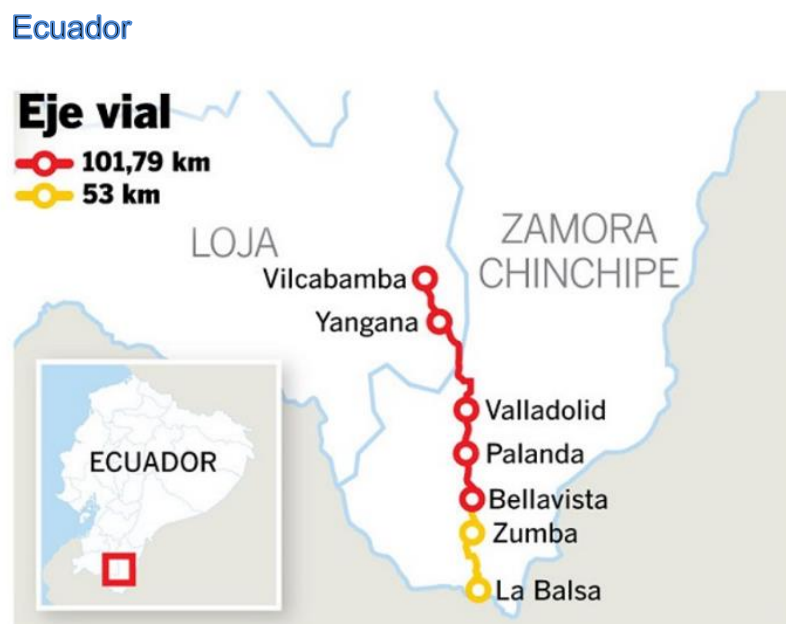 Ecuador
Eje vial
101,79 km
53 km
LOJA
ZAMORA
CHINCHIPE
Vilcabamba
Yangana
Valladolid
Palanda
Bellavista
Zumba
La Balsa
ECUADOR